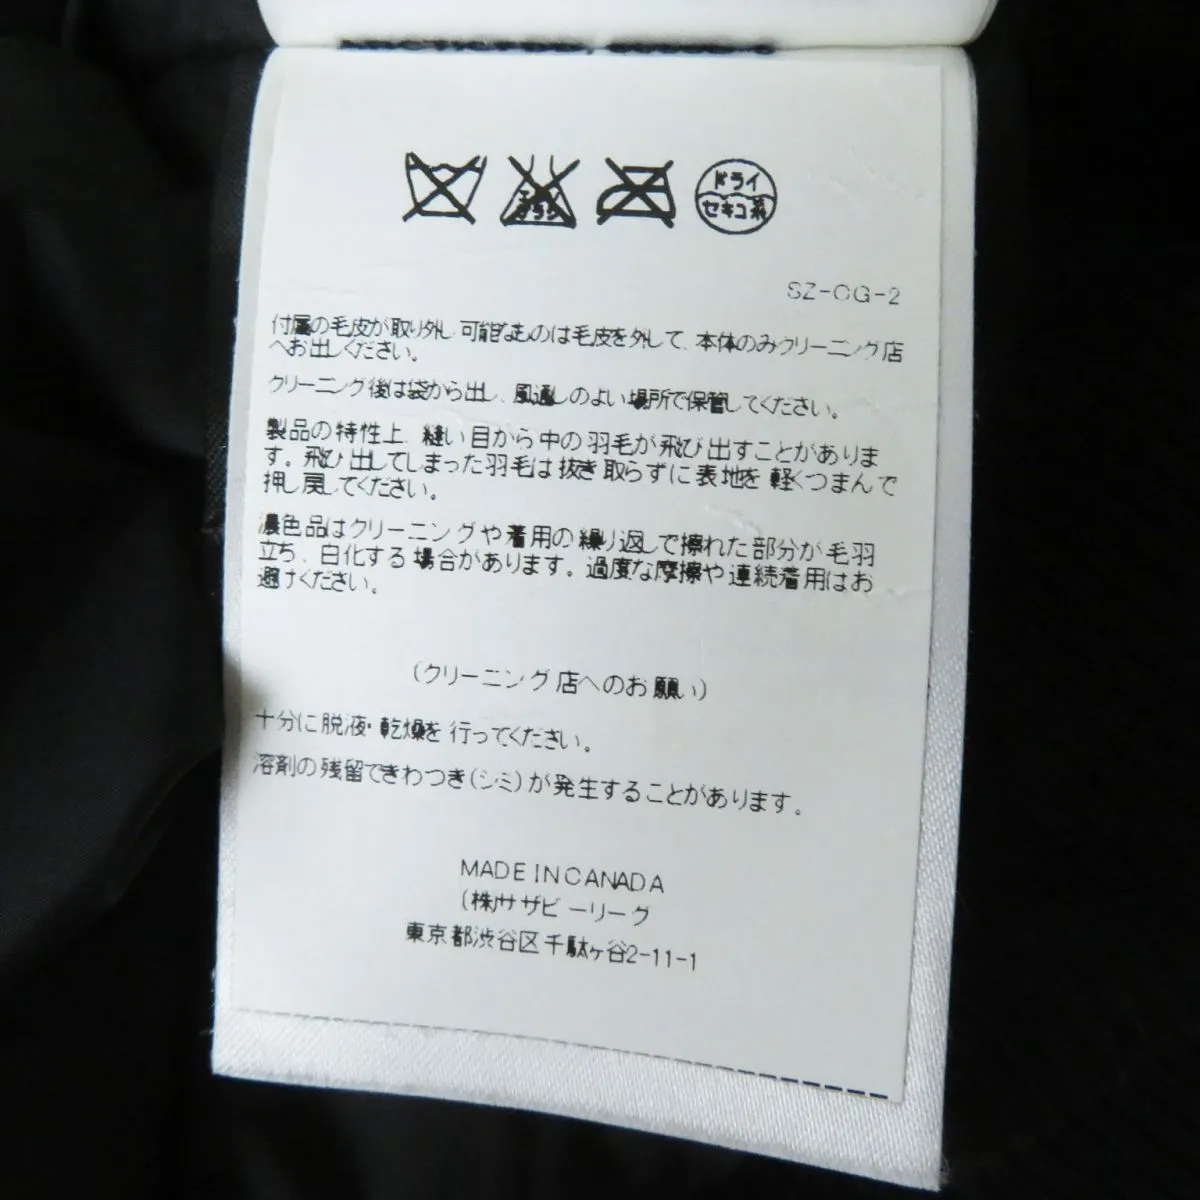 エンソ
サラシ
ドライ
セキユ系
SZ-CG-2
付属の毛皮が取り外し可能なものは毛皮を外して、本体のみクリーニング店
へお出しください。
クリーニング後は袋から出し、風通しのよい場所で保管してください。
製品の特性上、縫い目から中の羽毛が飛び出すことがありま
す。飛び出してしまった羽毛は抜き取らずに表地を軽くつまんで
押し戻してください。
濃色品はクリーニングや着用の繰り返しで擦れた部分が毛羽
立ち、白化する場合があります。過度な摩擦や連続着用はお
避けください。
(クリーニング店へのお願い)
十分に脱液・乾燥を行ってください。
溶剤の残留できわつき(シミ)が発生することがあります。
MADE IN CANADA
(株)サザビーリーグ
東京都渋谷区千駄ヶ谷2-11-1